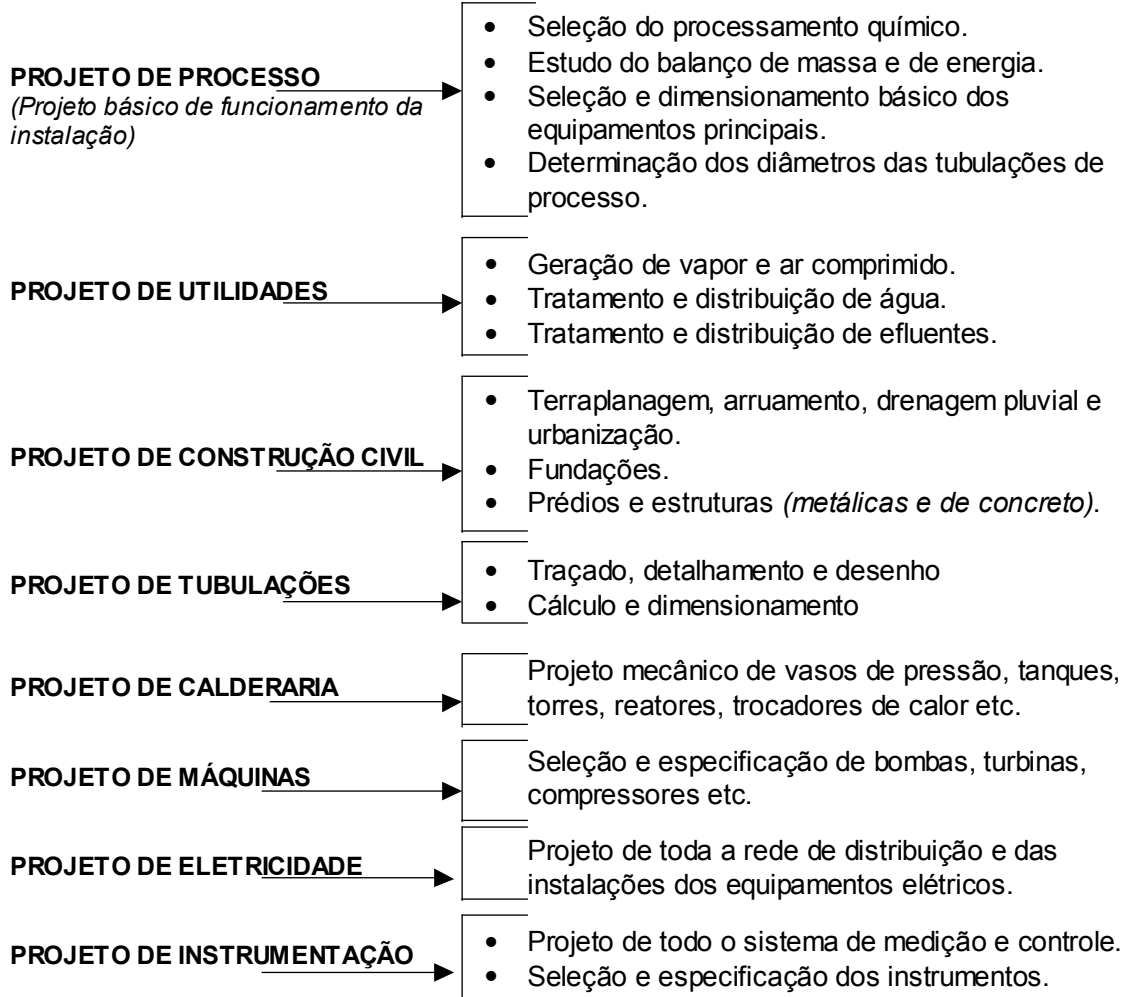 PROJETO DE PROCESSO
(Projeto básico de funcionamento da
instalação)
• Seleção do processamento químico.
• Estudo do balanço de massa e de energia.
• Seleção e dimensionamento básico dos
equipamentos principais.
• Determinação dos diâmetros das tubulações de
processo.
PROJETO DE UTILIDADES
• Geração de vapor e ar comprimido.
• Tratamento e distribuição de água.
• Tratamento e distribuição de efluentes.
PROJETO DE CONSTRUÇÃO CIVIL
• Terraplanagem, arruamento, drenagem pluvial e
urbanização.
• Fundações.
• Prédios e estruturas (metálicas e de concreto).
PROJETO DE TUBULAÇÕES
• Traçado, detalhamento e desenho
• Cálculo e dimensionamento
PROJETO DE CALDERARIA
Projeto mecânico de vasos de pressão, tanques,
torres, reatores, trocadores de calor etc.
PROJETO DE MÁQUINAS
Seleção e especificação de bombas, turbinas,
compressores etc.
PROJETO DE ELETRICIDADE
Projeto de toda a rede de distribuição e das
instalações dos equipamentos elétricos.
PROJETO DE INSTRUMENTAÇÃO
• Projeto de todo o sistema de medição e controle.
• Seleção e especificação dos instrumentos.